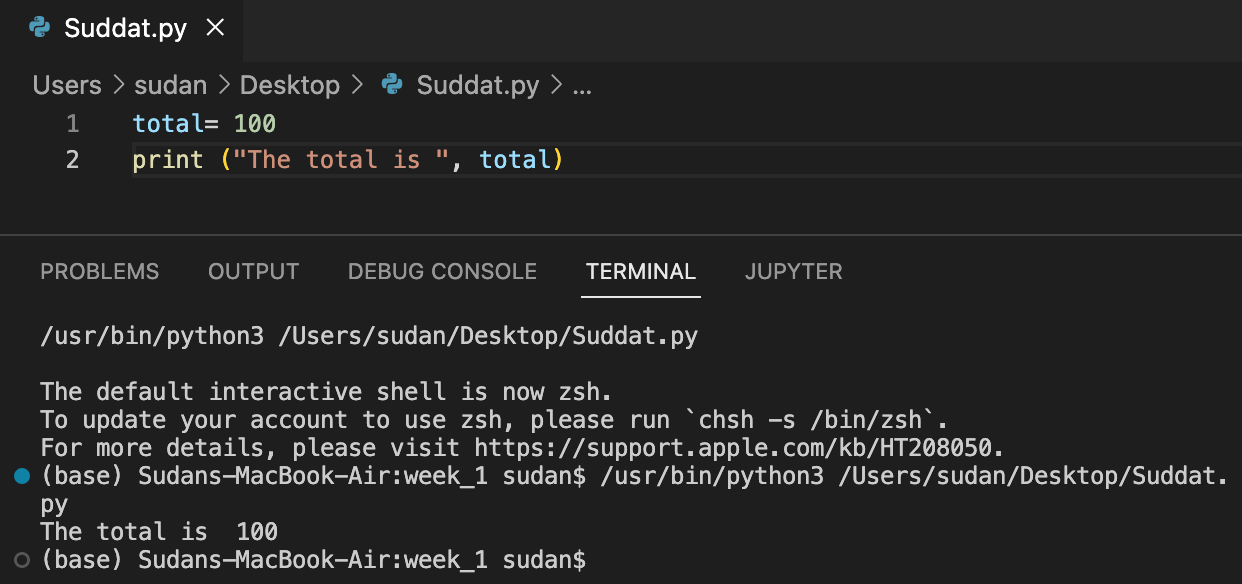 Suddat.py
Users > sudan > Desktop > Suddat.py > ...
1 total= 100
2 print ("The total is ", total)
PROBLEMS OUTPUT DEBUG CONSOLE TERMINAL JUPYTER
/usr/bin/python3 /Users/sudan/Desktop/Suddat.py
The default interactive shell is now zsh.
To update your account to use zsh, please run `chsh -s /bin/zsh`.
For more details, please visit https://support.apple.com/kb/HT208050.
(base) Sudans-MacBook-Air:week_1 sudan$ /usr/bin/python3 /Users/sudan/Desktop/Suddat.
py
The total is  100
(base) Sudans-MacBook-Air:week_1 sudan$